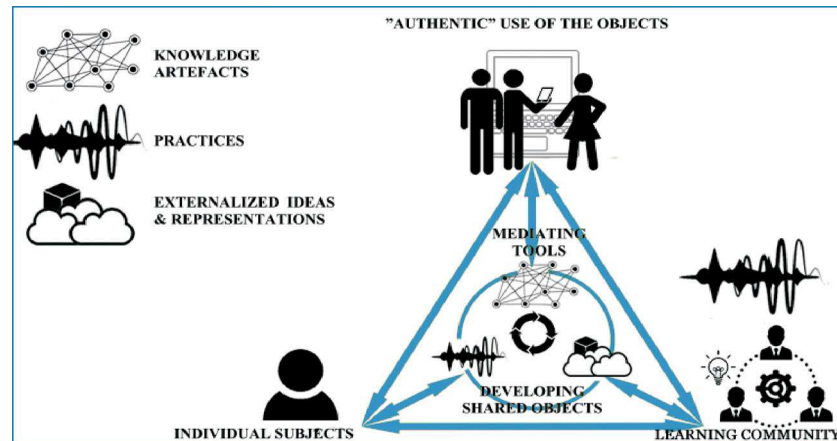 "AUTHENTIC" USE OF THE OBJECTS
KNOWLEDGE
ARTEFACTS
PRACTICES
EXTERNALIZED IDEAS
& REPRESENTATIONS
MEDIATING
TOOLS
DEVELOPING
SHARED OBJECTS
INDIVIDUAL SUBJECTS
LEARNING COMMUNITY